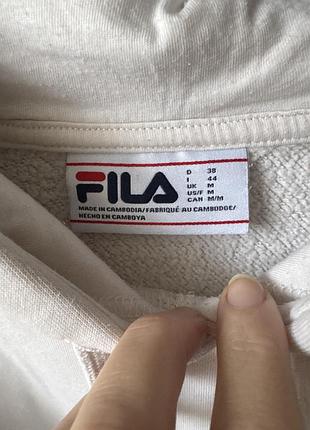 FILA
D 38
I 44
UK M
US/F M
CAN M/M
MADE IN CAMBODIA/FABRIQUÉ AU CAMBODGE/
HECHO EN CAMBOYA